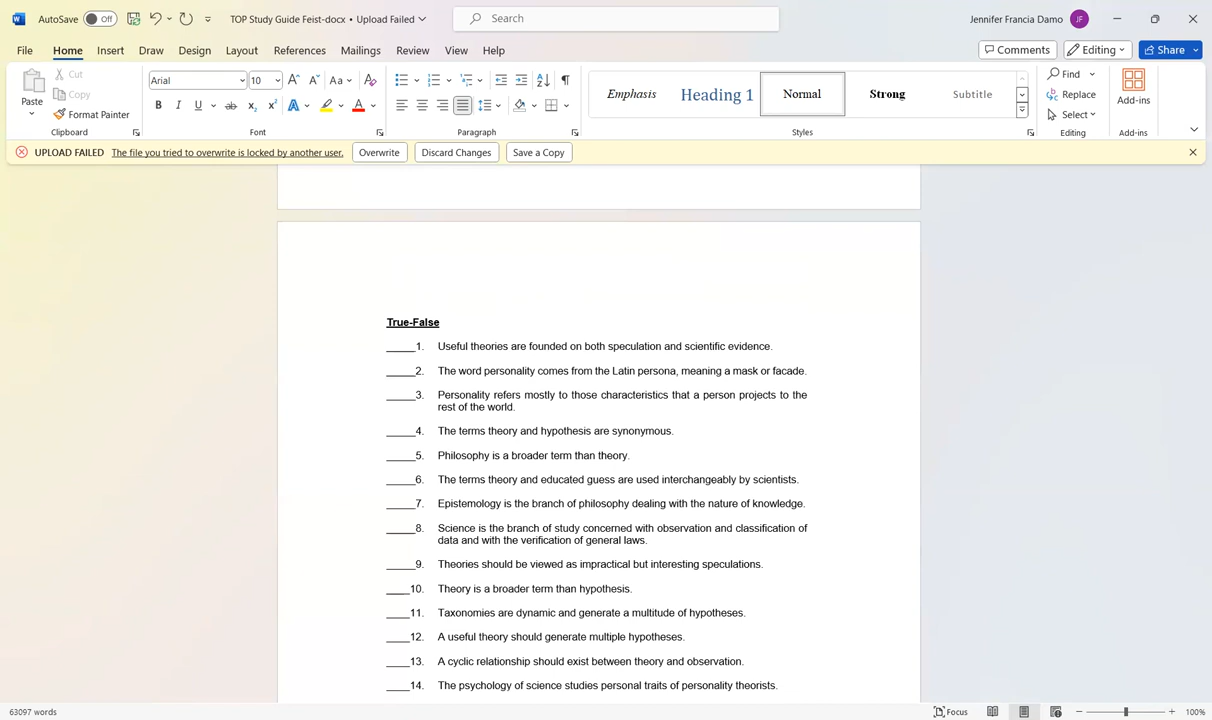 AutoSave Off TOP Study Guide Feist-docx • Upload Failed Search Jennifer Francia Damo JF
File Home Insert Draw Design Layout References Mailings Review View Help Comments Editing Share
Paste Cut Copy Format Painter
Arial 10
Emphasis Heading 1 Normal Strong Subtitle
Find Replace Select Add-ins
Clipboard Font Paragraph Styles Editing Add-ins
UPLOAD FAILED The file you tried to overwrite is locked by another user. Overwrite Discard Changes Save a Copy
True-False
_____1. Useful theories are founded on both speculation and scientific evidence.
_____2. The word personality comes from the Latin persona, meaning a mask or facade.
_____3. Personality refers mostly to those characteristics that a person projects to the
rest of the world.
_____4. The terms theory and hypothesis are synonymous.
_____5. Philosophy is a broader term than theory.
_____6. The terms theory and educated guess are used interchangeably by scientists.
_____7. Epistemology is the branch of philosophy dealing with the nature of knowledge.
_____8. Science is the branch of study concerned with observation and classification of
data and with the verification of general laws.
_____9. Theories should be viewed as impractical but interesting speculations.
____10. Theory is a broader term than hypothesis.
____11. Taxonomies are dynamic and generate a multitude of hypotheses.
____12. A useful theory should generate multiple hypotheses.
____13. A cyclic relationship should exist between theory and observation.
____14. The psychology of science studies personal traits of personality theorists.
63097 words Focus 100%